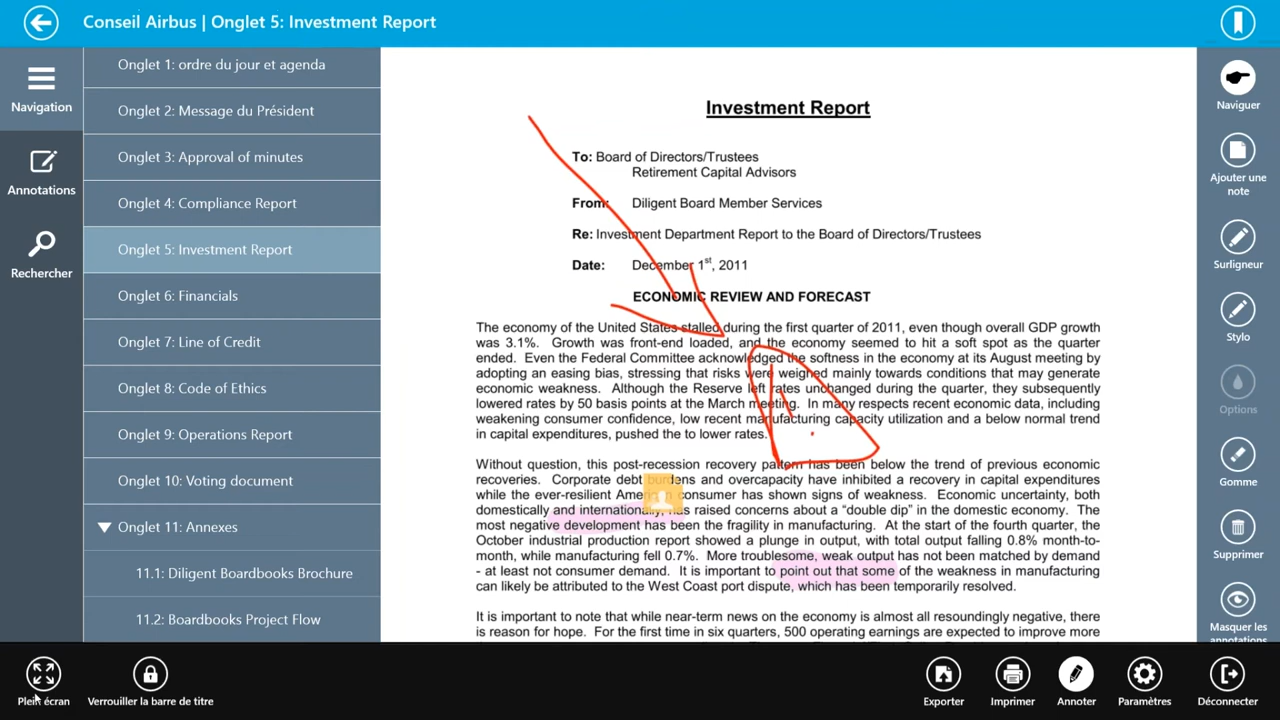 Conseil Airbus | Onglet 5: Investment Report
Navigation
Annotations
Rechercher
Onglet 1: ordre du jour et agenda
Onglet 2: Message du Président
Onglet 3: Approval of minutes
Onglet 4: Compliance Report
Onglet 5: Investment Report
Onglet 6: Financials
Onglet 7: Line of Credit
Onglet 8: Code of Ethics
Onglet 9: Operations Report
Onglet 10: Voting document
Onglet 11: Annexes
11.1: Diligent Boardbooks Brochure
11.2: Boardbooks Project Flow
Investment Report
To: Board of Directors/Trustees
Retirement Capital Advisors
From: Diligent Board Member Services
Re: Investment Department Report to the Board of Directors/Trustees
Date: December 1st, 2011
ECONOMIC REVIEW AND FORECAST
The economy of the United States stalled during the first quarter of 2011, even though overall GDP growth
was 3.1%. Growth was front-end loaded, and the economy seemed to hit a soft spot as the quarter
ended. Even the Federal Committee acknowledged the softness in the economy at its August meeting by
adopting an easing bias, stressing that risks were weighed mainly towards conditions that may generate
economic weakness. Although the Reserve left rates unchanged during the quarter, they subsequently
lowered rates by 50 basis points at the March meeting. In many respects recent economic data, including
weakening consumer confidence, low recent manufacturing capacity utilization and a below normal trend
in capital expenditures, pushed the to lower rates.
Without question, this post-recession recovery pattern has been below the trend of previous economic
recoveries. Corporate debt burdens and overcapacity have inhibited a recovery in capital expenditures
while the ever-resilient American consumer has shown signs of weakness. Economic uncertainty, both
domestically and internationally, has raised concerns about a “double dip” in the domestic economy. The
most negative development has been the fragility in manufacturing. At the start of the fourth quarter, the
October industrial production report showed a plunge in output, with total output falling 0.8% month-to-
month, while manufacturing fell 0.7%. More troublesome, weak output has not been matched by demand
- at least not consumer demand. It is important to point out that some of the weakness in manufacturing
can likely be attributed to the West Coast port dispute, which has been temporarily resolved.
It is important to note that while near-term news on the economy is almost all resoundingly negative, there
is reason for hope. For the first time in six quarters, 500 operating earnings are expected to improve more
Naviguer
Ajouter une
note
Surligneur
Stylo
Options
Gomme
Supprimer
Masquer les
annotations
Plein écran
Verrouiller la barre de titre
Exporter
Imprimer
Annoter
Paramètres
Déconnecter